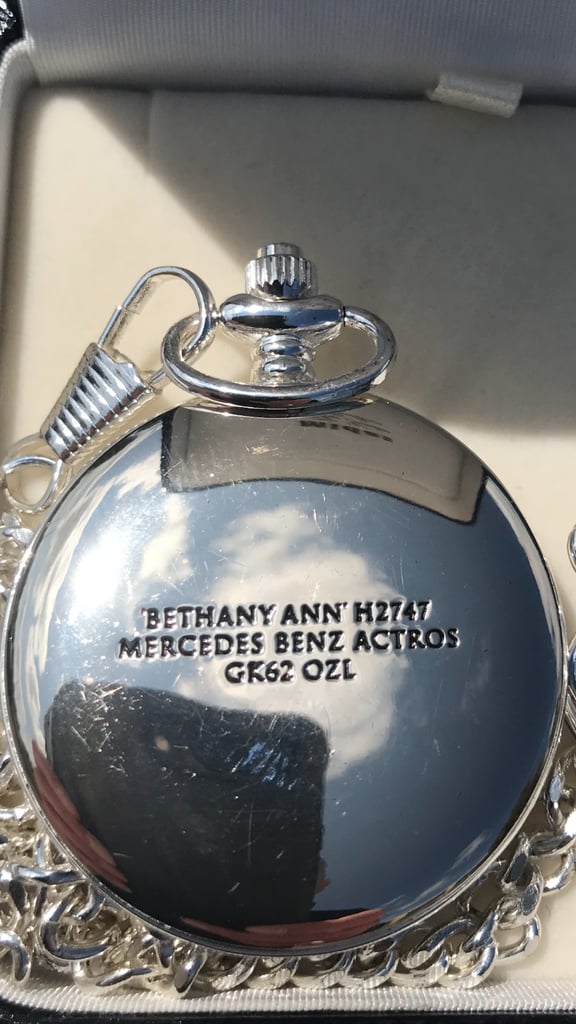 'BETHANY ANN' H2747
MERCEDES BENZ ACTROS
GK62 OZL